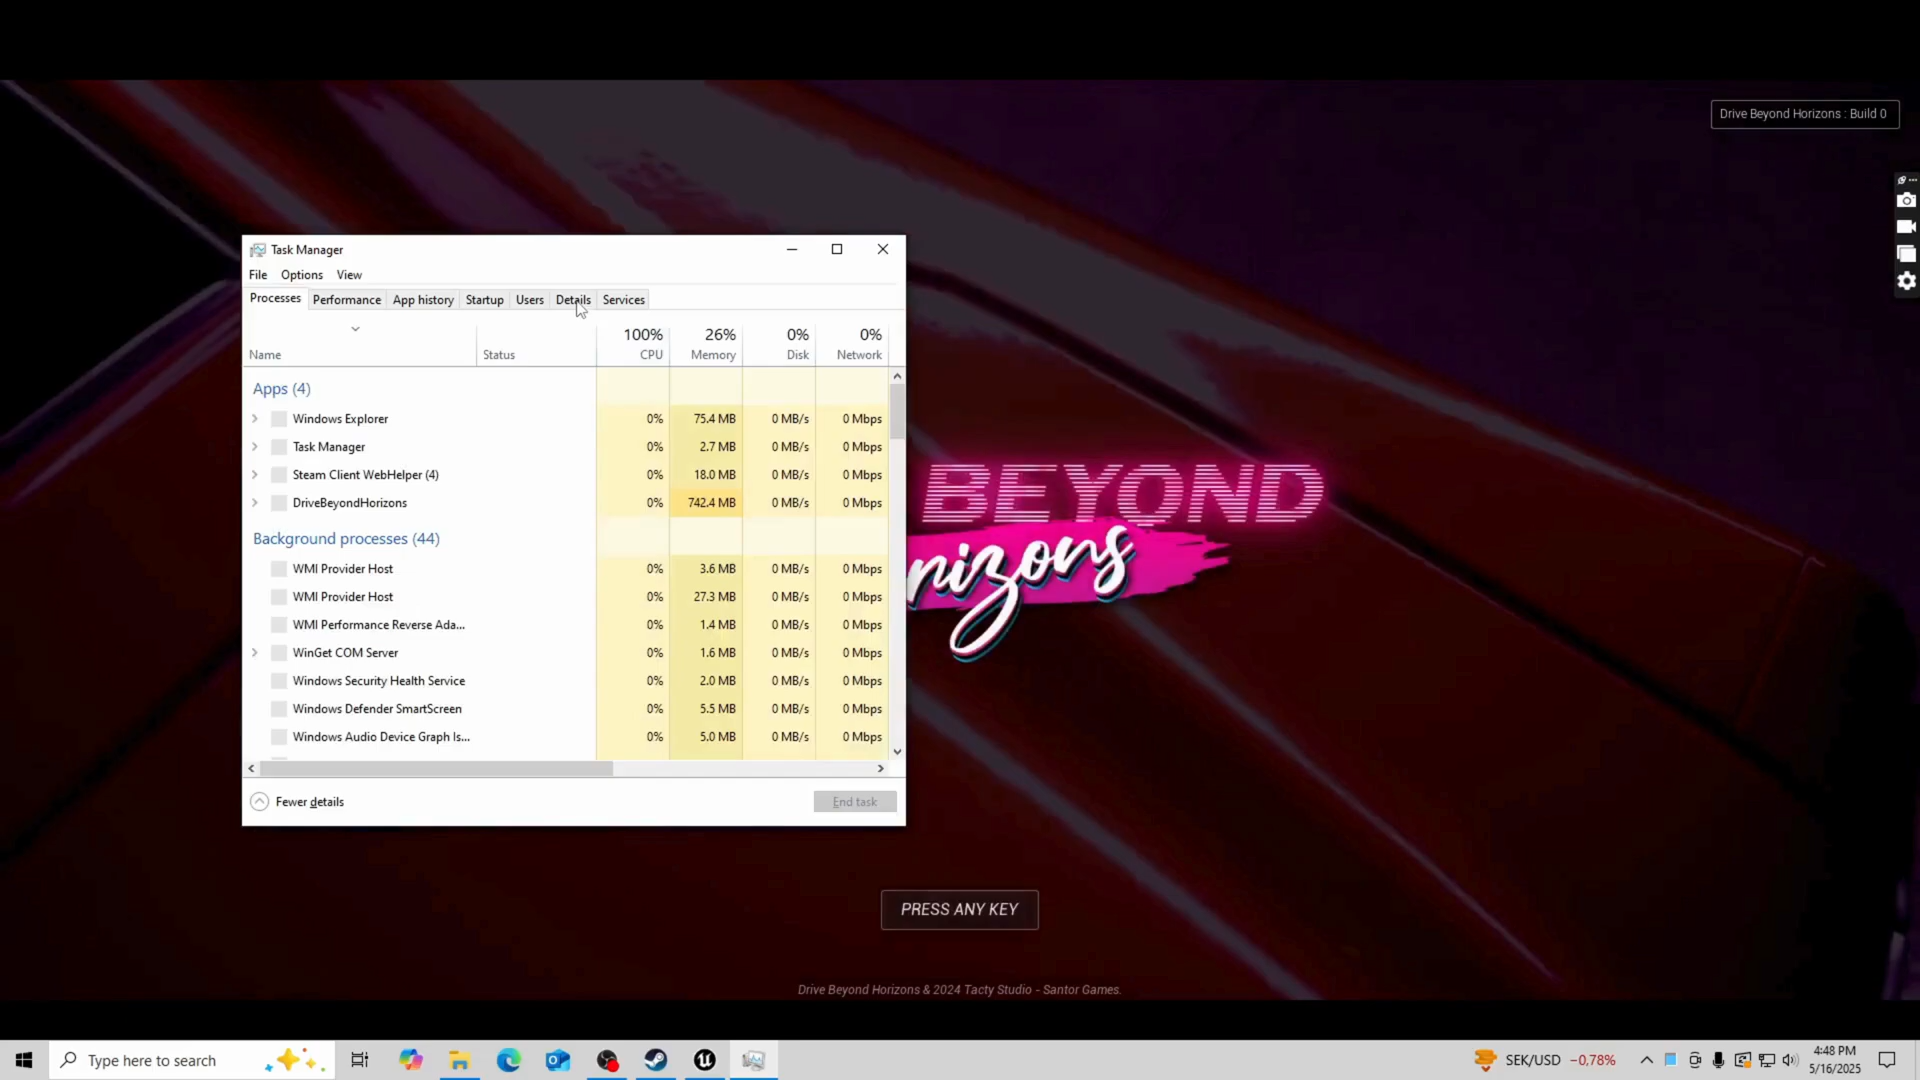 Drive Beyond Horizons : Build 0
Task Manager
File Options View
Processes Performance App history Startup Users Details Services
100% 26% 0% 0%
Name Status CPU Memory Disk Network
Apps (4)
Windows Explorer 0% 75.4 MB 0 MB/s 0 Mbps
Task Manager 0% 2.7 MB 0 MB/s 0 Mbps
Steam Client WebHelper (4) 0% 18.0 MB 0 MB/s 0 Mbps
DriveBeyondHorizons 0% 742.4 MB 0 MB/s 0 Mbps
Background processes (44)
WMI Provider Host 0% 3.6 MB 0 MB/s 0 Mbps
WMI Provider Host 0% 27.3 MB 0 MB/s 0 Mbps
WMI Performance Reverse Ada... 0% 1.4 MB 0 MB/s 0 Mbps
WinGet COM Server 0% 1.6 MB 0 MB/s 0 Mbps
Windows Security Health Service 0% 2.0 MB 0 MB/s 0 Mbps
Windows Defender SmartScreen 0% 5.5 MB 0 MB/s 0 Mbps
Windows Audio Device Graph Is... 0% 5.0 MB 0 MB/s 0 Mbps
Fewer details End task
BEYOND
rizons
PRESS ANY KEY
Drive Beyond Horizons & 2024 Tacty Studio - Santor Games.
Type here to search
SEK/USD -0,78%
4:48 PM
5/16/2025